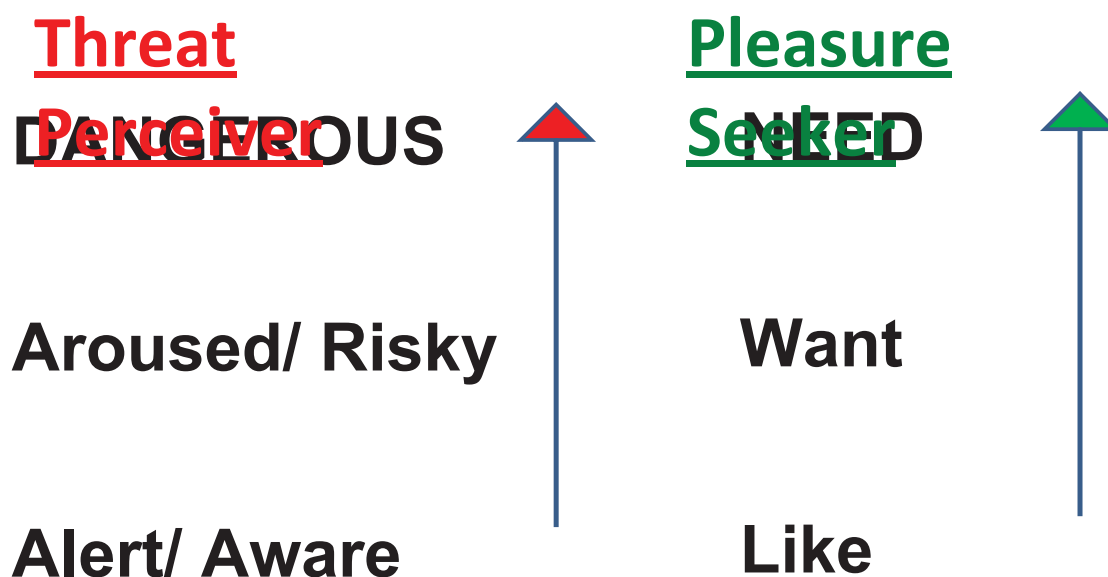 Threat
Perceiver
DANGEROUS
Aroused/ Risky
Alert/ Aware
Pleasure
Seeker
NEED
Want
Like